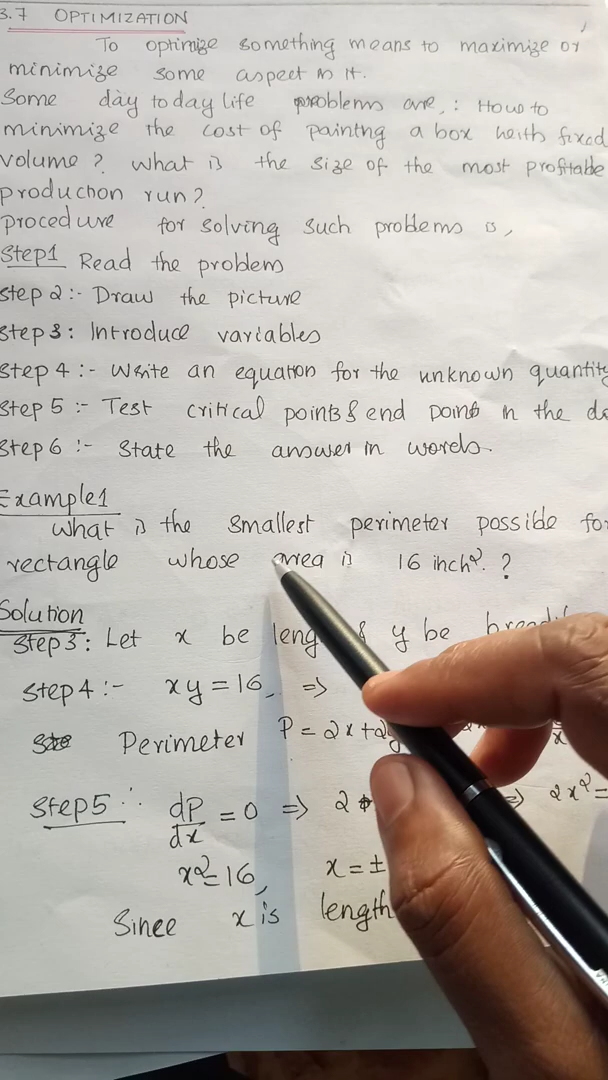 3.7 OPTIMIZATION
To optimize something means to maximize or
minimize some aspect in it.
Some day to day life problems are,: How to
minimize the cost of paintng a box with fixed
volume? What is the size of the most profitable
production run?
procedure for solving such problems is,
Step1 Read the problem
Step 2:- Draw the picture
Step 3: Introduce variables
Step 4:- Write an equation for the unknown quantity
Step 5:- Test critical points & end points in the
Step 6:- State the answer in words.
Example1
What is the smallest perimeter possible for
rectangle whose area is 16 inch². ?
Solution
Step3: Let x be leng & y be
Step4:- xy = 16, ⇒
Perimeter P = 2x+2y
Step5 ∴ dP/dx = 0 ⇒ 2 ⇒ 2x² =
x² = 16, x = ±
Since x is length